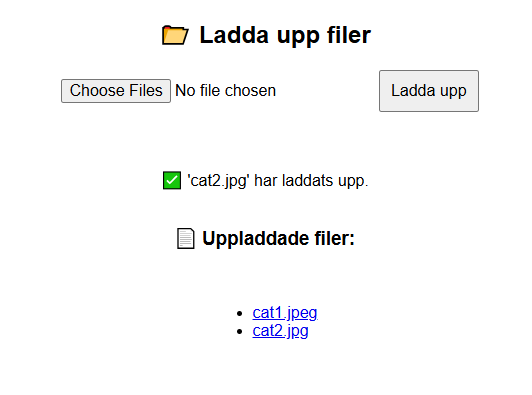 📂 Ladda upp filer
Choose Files No file chosen Ladda upp
✅ 'cat2.jpg' har laddats upp.
📄 Uppladdade filer:
• cat1.jpeg
• cat2.jpg